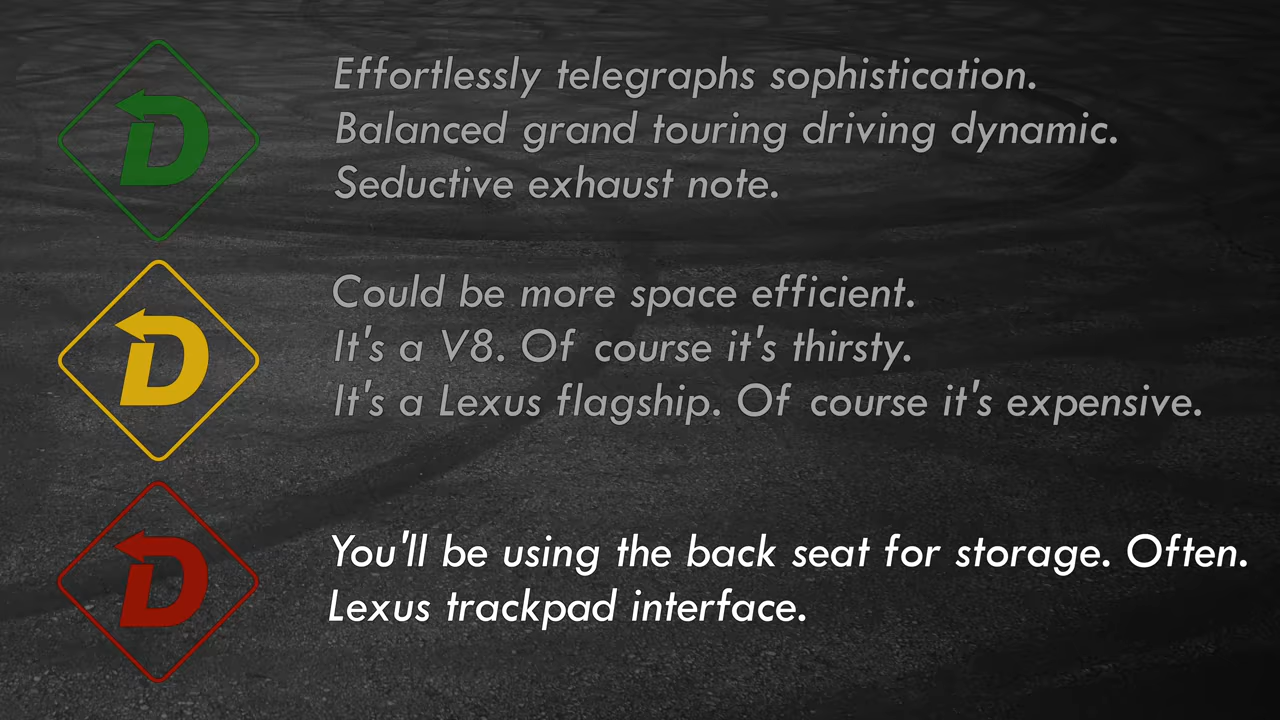 D
Effortlessly telegraphs sophistication.
Balanced grand touring driving dynamic.
Seductive exhaust note.
D
Could be more space efficient.
It's a V8. Of course it's thirsty.
It's a Lexus flagship. Of course it's expensive.
D
You'll be using the back seat for storage. Often.
Lexus trackpad interface.